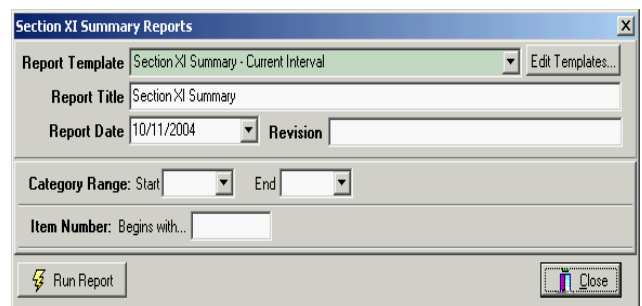 Section XI Summary Reports
Report Template Section XI Summary - Current Interval Edit Templates...
Report Title Section XI Summary
Report Date 10/11/2004 Revision
Category Range: Start End
Item Number: Begins with...
Run Report Close